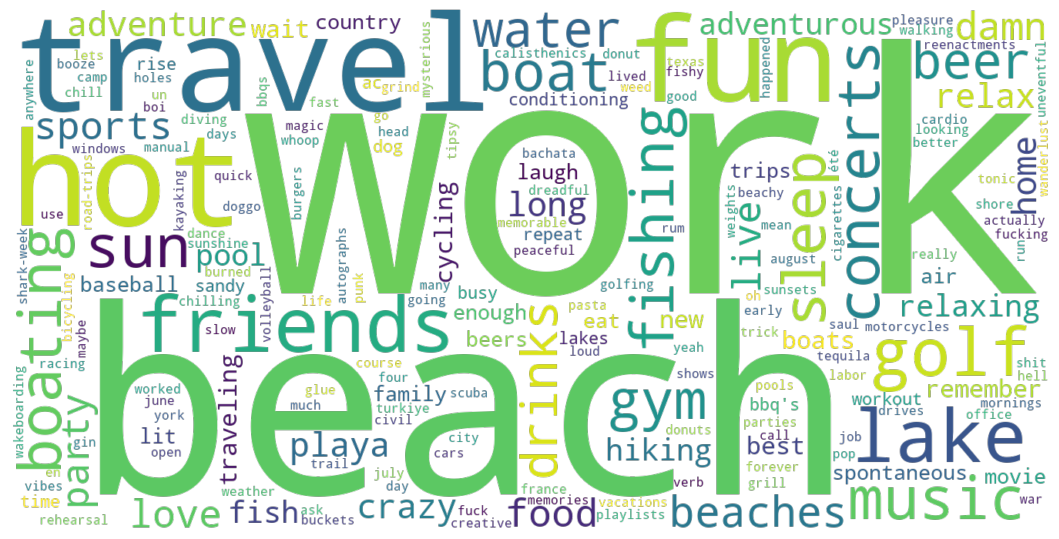 adventure wait country water adventurous pleasure damn
lets booze rise calisthenics donut walking reenactments
travel boat fun beer
camp holes anywhere chill un boi bbqs ac grind fast mysterious lived texas fishy weed good happened relax uneventful
sports diving days magic go head conditioning cardio looking better wanderlust
hot work
windows manual whoop dog tipsy bachata laugh trips
road-trips quick kayaking doggo burgers dreadful long beachy tonic home
use dance cycling memorable repeat rum weights live mean été cigarettes shore actually fucking
sun sunshine autographs peaceful fishing sleep concerts run
boating pool august really
shark-week baseball sandy burned life punk many going golfing sunsets air
bicycling chilling volleyball busy oh early relaxing
friends enough pasta new trick saul motorcycles
maybe slow beers eat lakes loud yeah boats golf
racing course drinks shows tequila shit hell
wakeboarding worked glue four family scuba gym pools labor remember
beach
june much turkiye donuts bbq's workout mornings
york civil parties drives office
gin lit traveling playa city hiking call best job lake
party open trail cars pop
en vibes weather july day forever spontaneous movie
time love ask fish memories france vacations verb grill music war
rehearsal buckets crazy fuck creative food playlists beaches